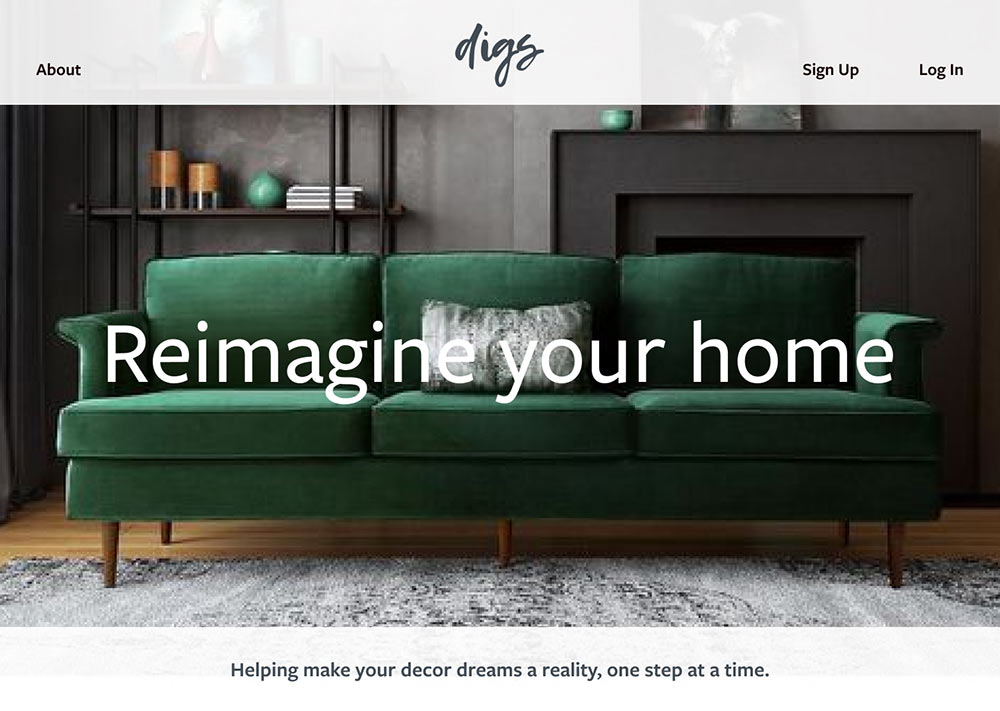 digs
About
Sign Up
Log In
Reimagine your home
Helping make your decor dreams a reality, one step at a time.